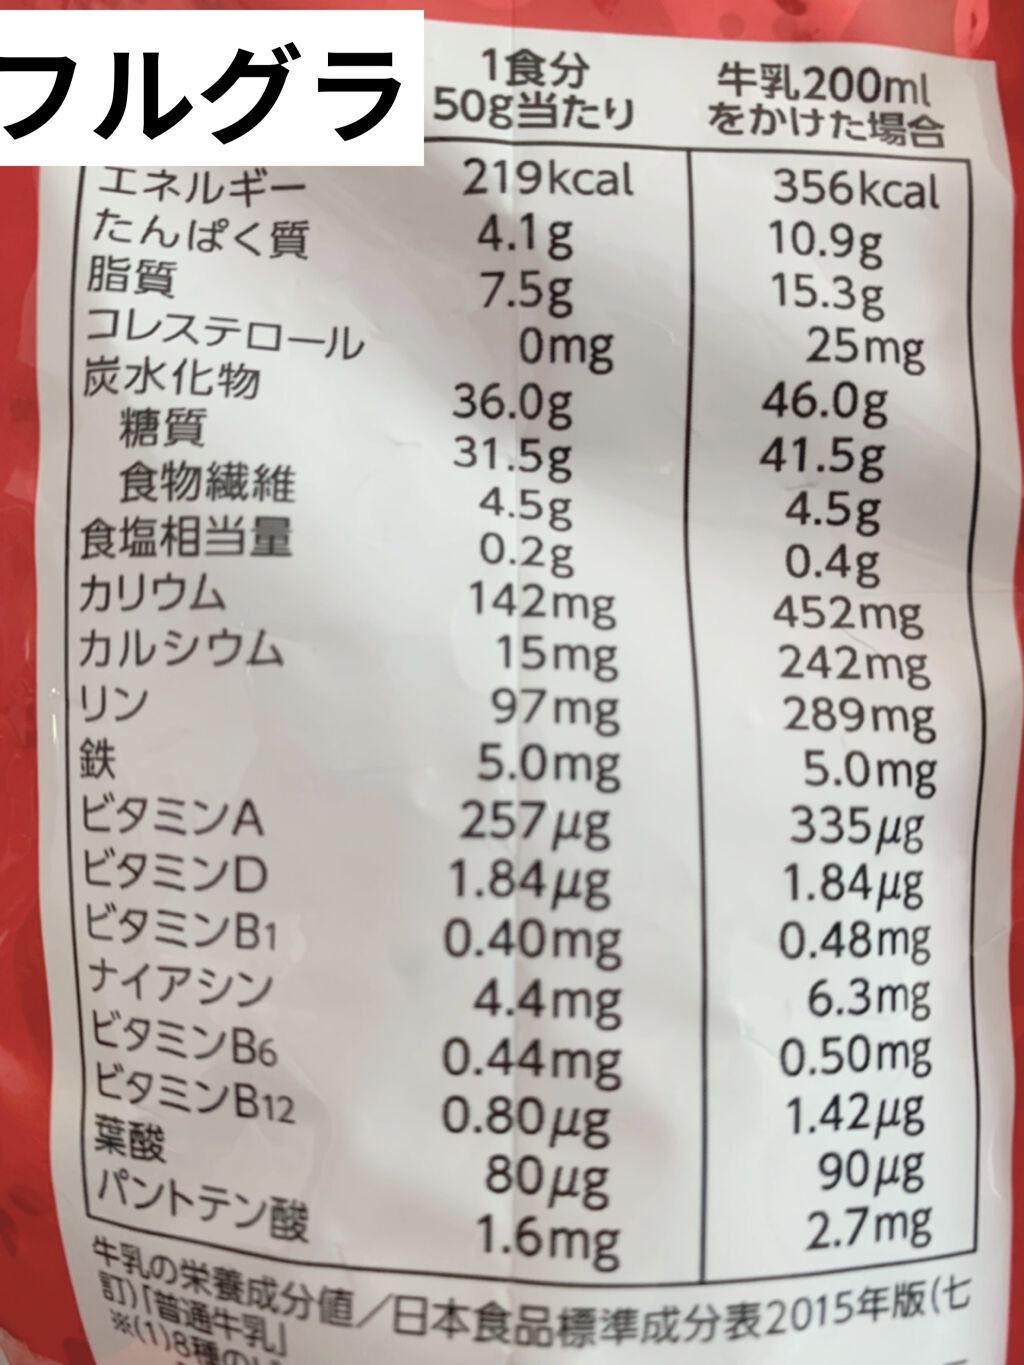 フルグラ
1食分 牛乳200ml
50g当たり をかけた場合
エネルギー 219kcal 356kcal
たんぱく質 4.1g 10.9g
脂質 7.5g 15.3g
コレステロール 0mg 25mg
炭水化物 36.0g 46.0g
糖質 31.5g 41.5g
食物繊維 4.5g 4.5g
食塩相当量 0.2g 0.4g
カリウム 142mg 452mg
カルシウム 15mg 242mg
リン 97mg 289mg
鉄 5.0mg 5.0mg
ビタミンA 257μg 335μg
ビタミンD 1.84μg 1.84μg
ビタミンB1 0.40mg 0.48mg
ナイアシン 4.4mg 6.3mg
ビタミンB6 0.44mg 0.50mg
ビタミンB12 0.80μg 1.42μg
葉酸 80μg 90μg
パントテン酸 1.6mg 2.7mg
牛乳の栄養成分値/日本食品標準成分表2015年版(七
訂)「普通牛乳」
※(1)8種の